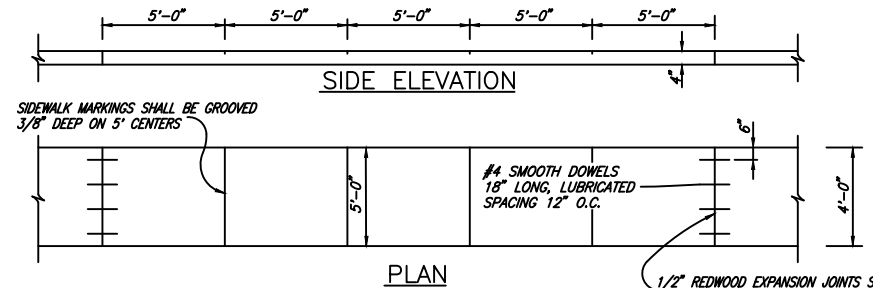 5'-0" 5'-0" 5'-0" 5'-0" 5'-0"
4"
SIDE ELEVATION
SIDEWALK MARKINGS SHALL BE GROOVED
3/8" DEEP ON 5' CENTERS
6"
#4 SMOOTH DOWELS
18" LONG, LUBRICATED
SPACING 12" O.C.
5'-0"
4'-0"
PLAN
1/2" REDWOOD EXPANSION JOINTS S